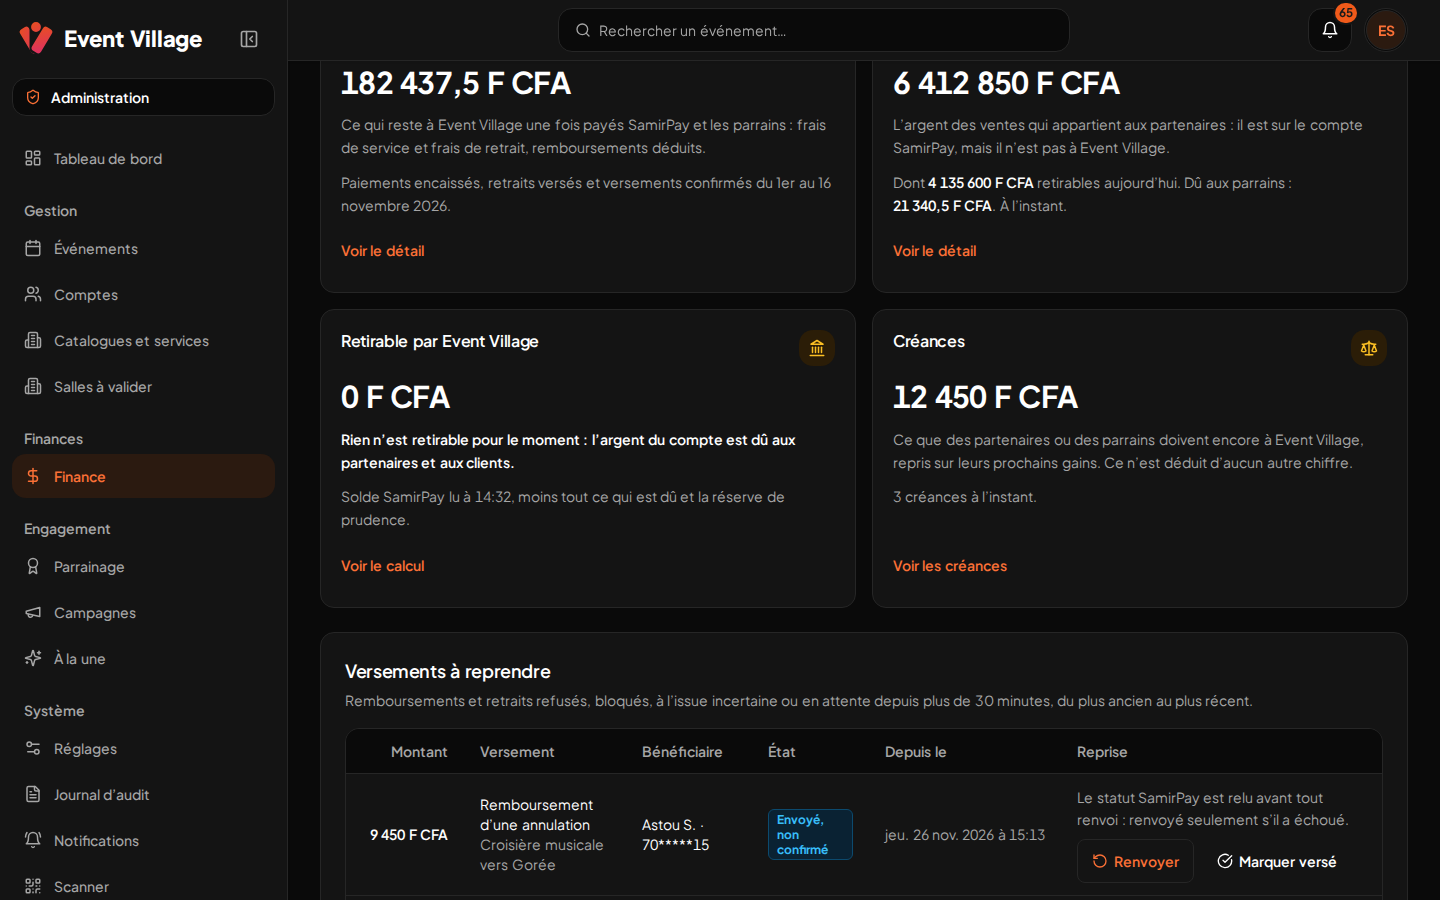 Event Village
Rechercher un événement...
65
ES
Administration
Tableau de bord
Gestion
Événements
Comptes
Catalogues et services
Salles à valider
Finances
Finance
Engagement
Parrainage
Campagnes
À la une
Système
Réglages
Journal d’audit
Notifications
Scanner
182 437,5 F CFA
Ce qui reste à Event Village une fois payés SamirPay et les parrains : frais
de service et frais de retrait, remboursements déduits.
Paiements encaissés, retraits versés et versements confirmés du 1er au 16
novembre 2026.
Voir le détail
6 412 850 F CFA
L’argent des ventes qui appartient aux partenaires : il est sur le compte
SamirPay, mais il n’est pas à Event Village.
Dont 4 135 600 F CFA retirables aujourd’hui. Dû aux parrains :
21 340,5 F CFA. À l’instant.
Voir le détail
Retirable par Event Village
0 F CFA
Rien n’est retirable pour le moment : l’argent du compte est dû aux
partenaires et aux clients.
Solde SamirPay lu à 14:32, moins tout ce qui est dû et la réserve de
prudence.
Voir le calcul
Créances
12 450 F CFA
Ce que des partenaires ou des parrains doivent encore à Event Village,
repris sur leurs prochains gains. Ce n’est déduit d’aucun autre chiffre.
3 créances à l’instant.
Voir les créances
Versements à reprendre
Remboursements et retraits refusés, bloqués, à l’issue incertaine ou en attente depuis plus de 30 minutes, du plus ancien au plus récent.
Montant Versement Bénéficiaire État Depuis le Reprise
9 450 F CFA
Remboursement
d’une annulation
Croisière musicale
vers Gorée
Astou S. ·
70*****15
Envoyé,
non
confirmé
jeu. 26 nov. 2026 à 15:13
Le statut SamirPay est relu avant tout
renvoi : renvoyé seulement s’il a échoué.
Renvoyer
Marquer versé